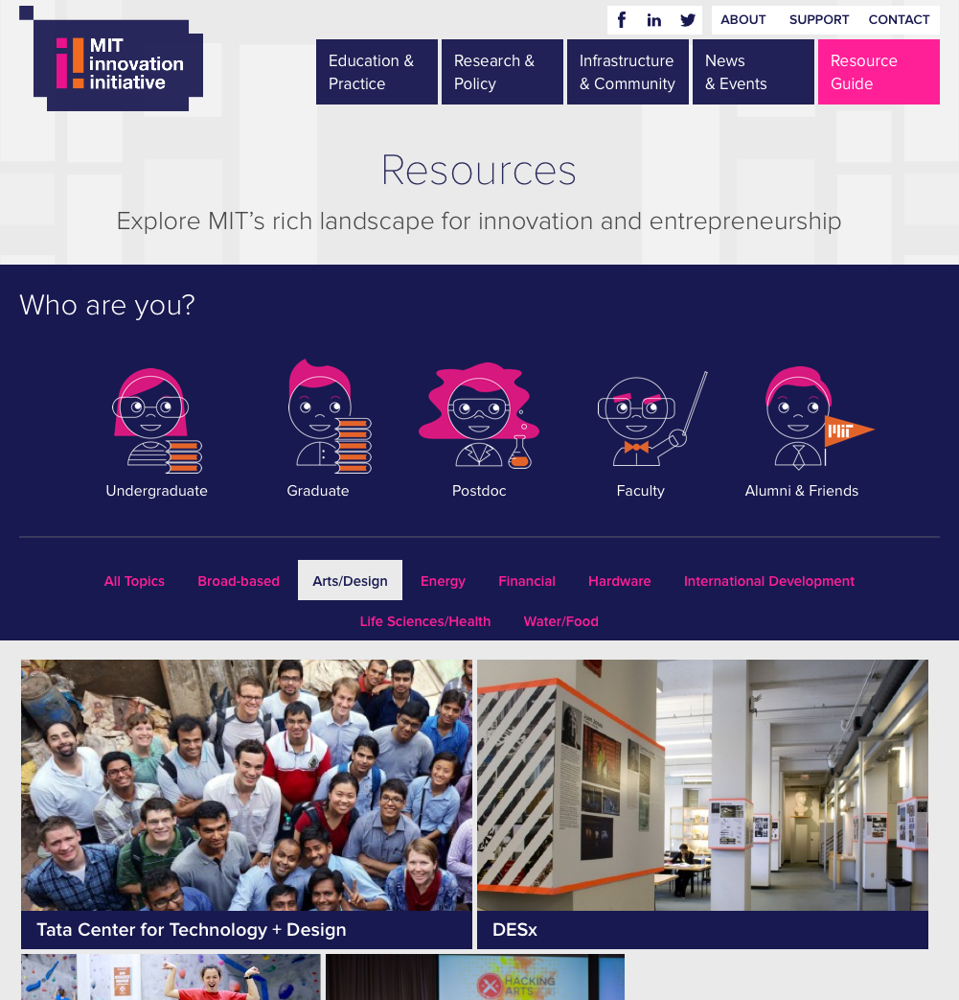 MIT
innovation
initiative
ABOUT
SUPPORT
CONTACT
Education &
Practice
Research &
Policy
Infrastructure
& Community
News
& Events
Resource
Guide
Resources
Explore MIT’s rich landscape for innovation and entrepreneurship
Who are you?
MIT
Undergraduate
Graduate
Postdoc
Faculty
Alumni & Friends
All Topics
Broad-based
Arts/Design
Energy
Financial
Hardware
International Development
Life Sciences/Health
Water/Food
Tata Center for Technology + Design
DESx
HACKING
ARTS